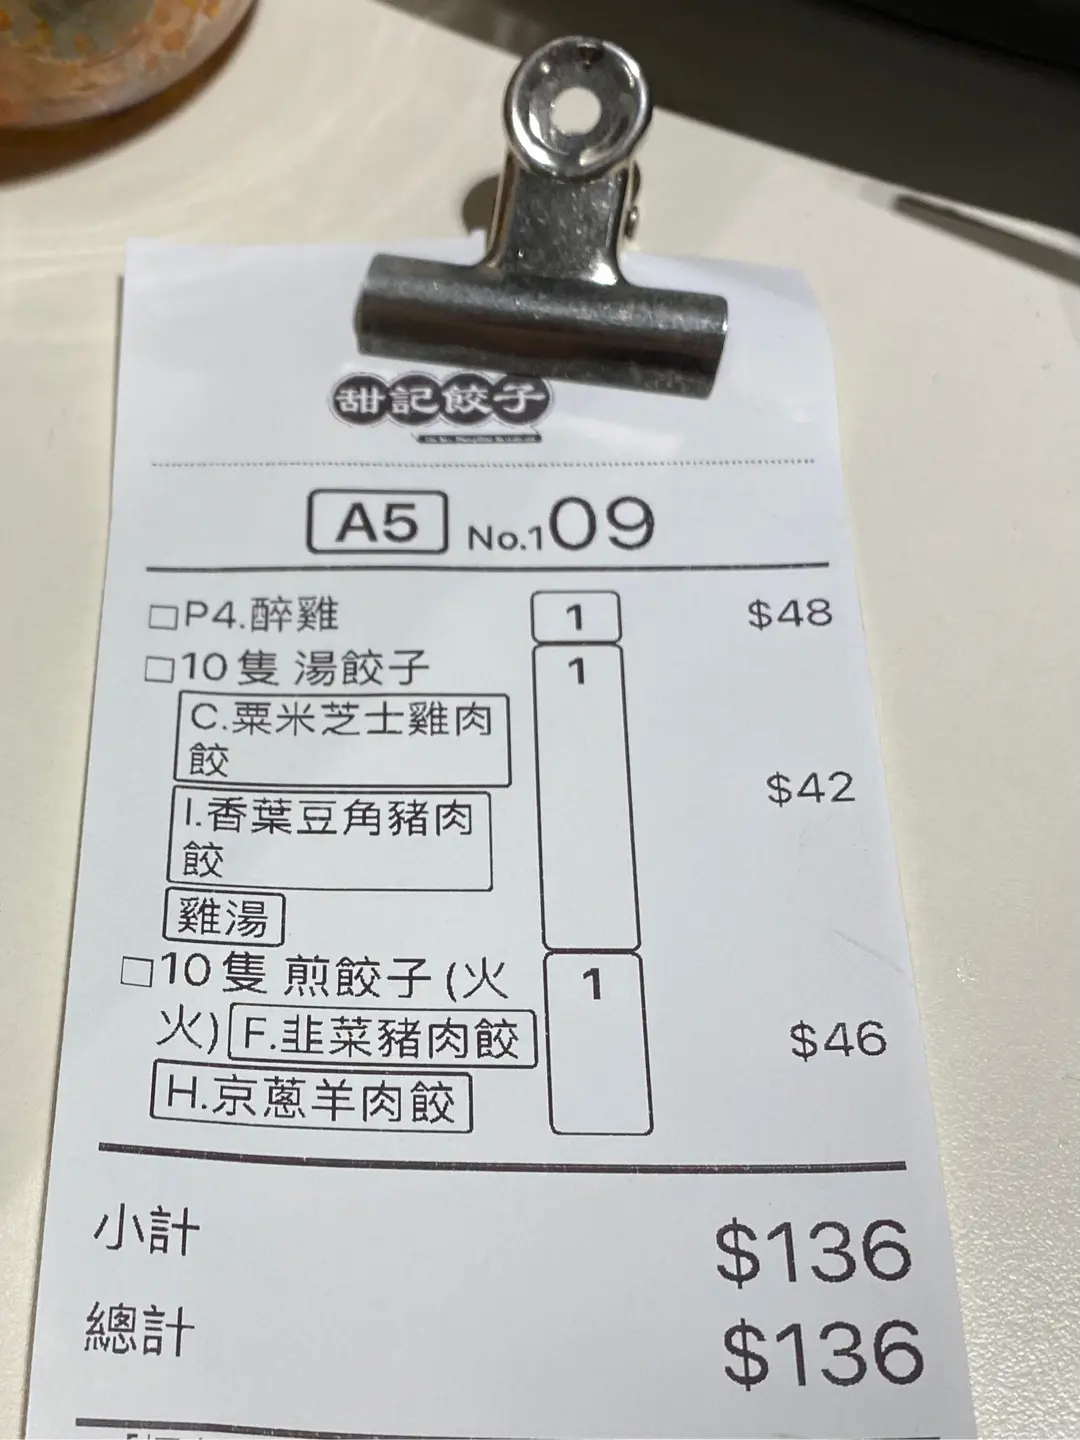 甜記餃子
A5 No.109
□P4.醉雞 1 $48
□10隻 湯餃子 1
C.粟米芝士雞肉
餃
$42
I.香葉豆角豬肉
餃
雞湯
□10隻 煎餃子(火 1
火) F.韭菜豬肉餃 $46
H.京蔥羊肉餃
小計 $136
總計 $136